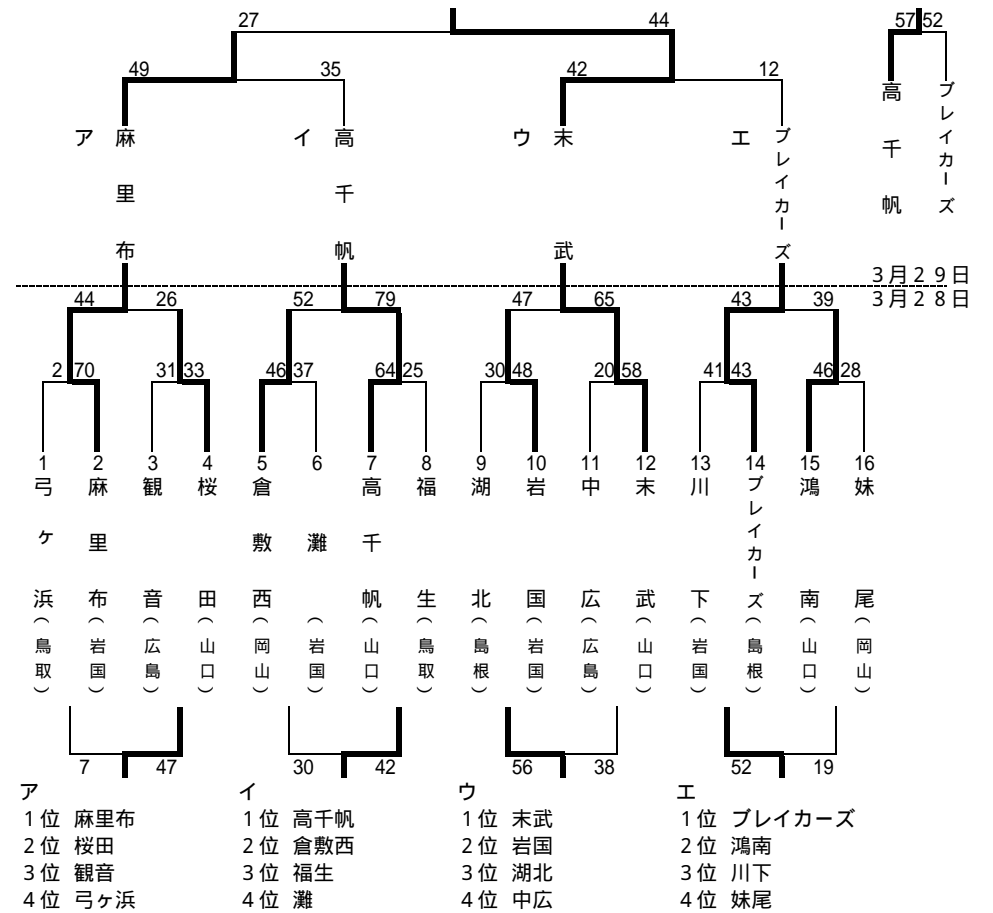 27 44 57 52
49 35 42 12
ア 麻里布 イ 高千帆 ウ 末武 エ ブレイカーズ 高千帆 ブレイカーズ
3月29日
3月28日
44 26 52 79 47 65 43 39
2 70 31 33 46 37 64 25 30 48 20 58 41 43 46 28
1 2 3 4 5 6 7 8 9 10 11 12 13 14 15 16
弓ヶ浜(鳥取)
麻里布(岩国)
観音(広島)
桜田(山口)
倉敷西(岡山)
灘(岩国)
高千帆(山口)
福生(鳥取)
湖北(島根)
岩国(岩国)
中広(広島)
末武(山口)
川下(岩国)
ブレイカーズ(島根)
鴻南(山口)
妹尾(岡山)
7 47 30 42 56 38 52 19
ア
1位 麻里布
2位 桜田
3位 観音
4位 弓ヶ浜
イ
1位 高千帆
2位 倉敷西
3位 福生
4位 灘
ウ
1位 末武
2位 岩国
3位 湖北
4位 中広
エ
1位 ブレイカーズ
2位 鴻南
3位 川下
4位 妹尾